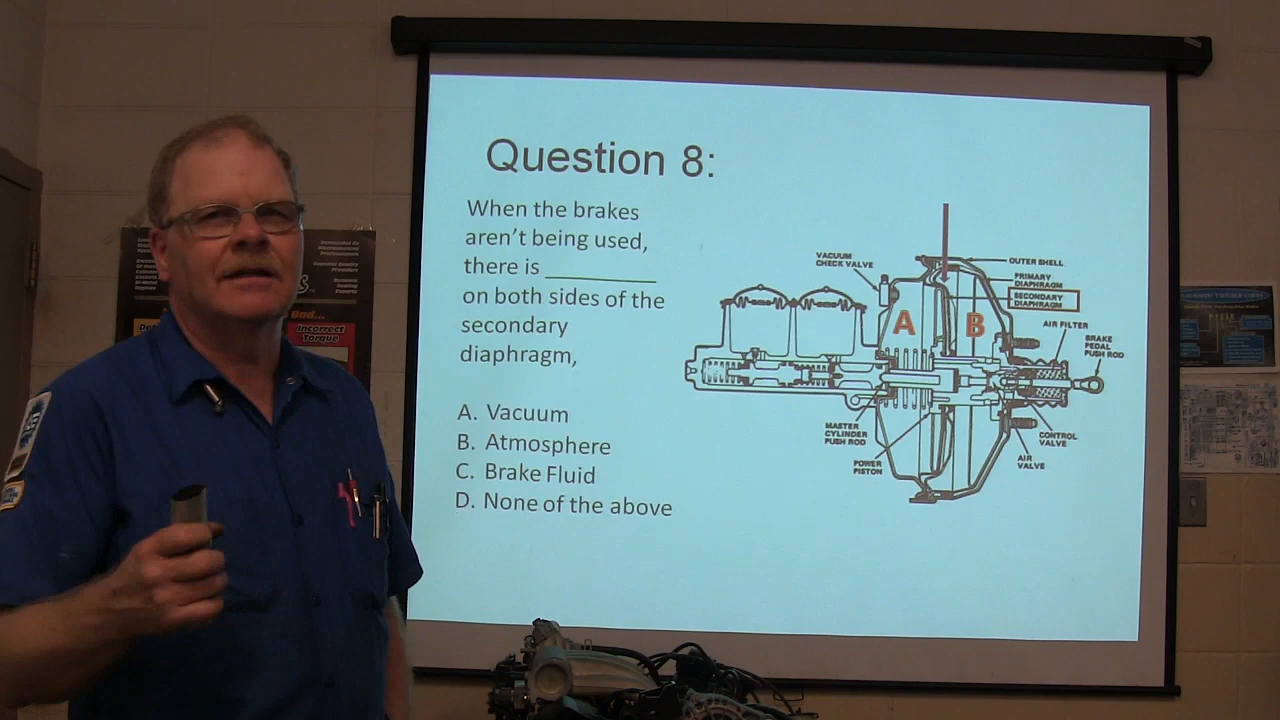 Question 8:
When the brakes
aren't being used,
there is __________
on both sides of the
secondary
diaphragm,
A. Vacuum
B. Atmosphere
C. Brake Fluid
D. None of the above
VACUUM
CHECK VALVE
OUTER SHELL
PRIMARY
DIAPHRAGM
SECONDARY
DIAPHRAGM
A
B
AIR FILTER
BRAKE
PEDAL
PUSH ROD
MASTER
CYLINDER
PUSH ROD
POWER
PISTON
CONTROL
VALVE
AIR
VALVE
Bad...
Incorrect
Torque